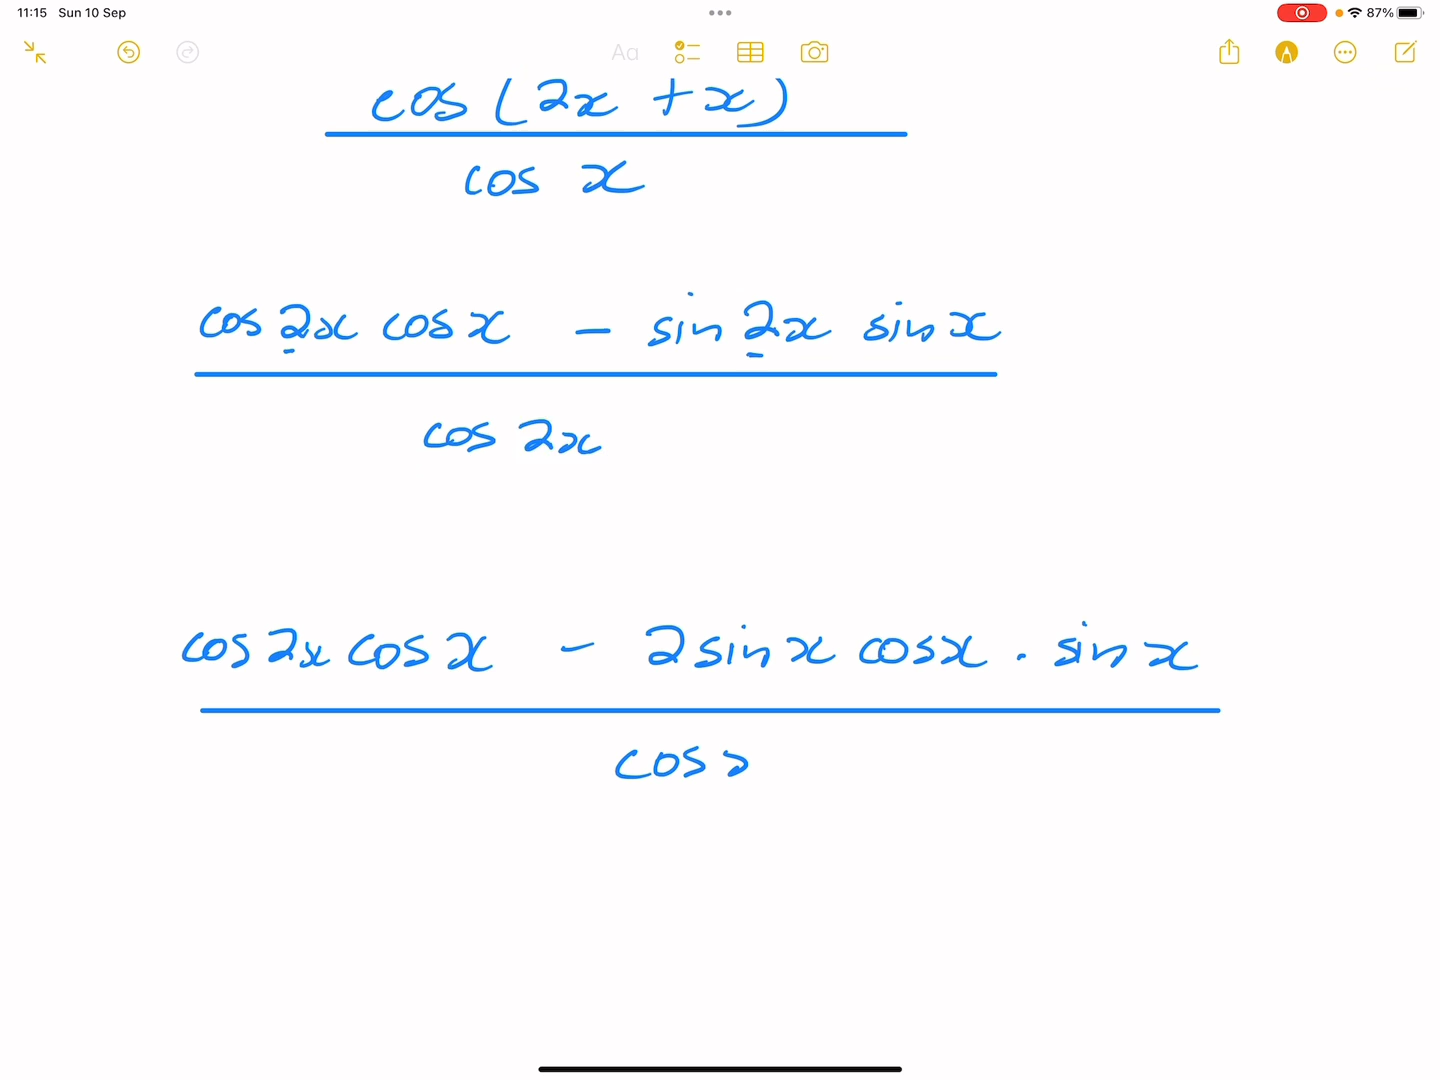 11:15 Sun 10 Sep 87%
Aa
cos (2x + x)
cos x
cos 2x cos x - sin 2x sin x
cos 2x
cos 2x cos x - 2 sin x cos x . sin x
cos